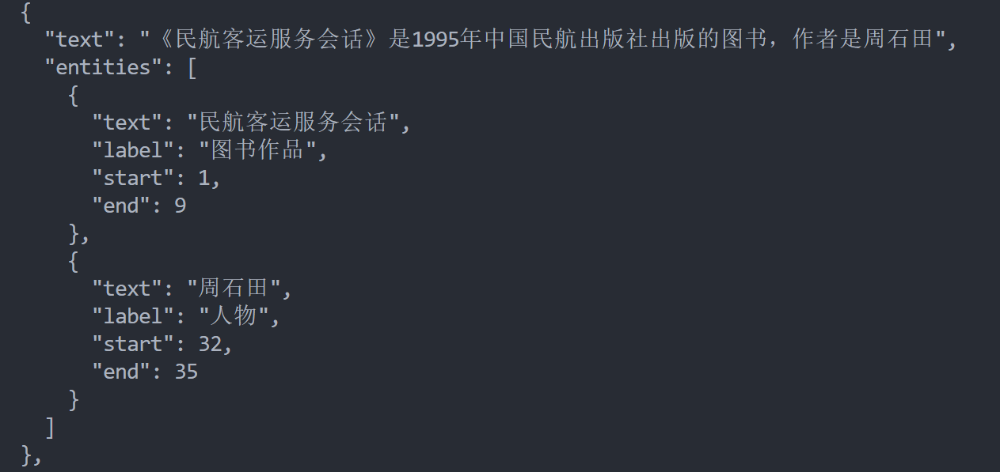 {
"text": "《民航客运服务会话》是1995年中国民航出版社出版的图书，作者是周石田",
"entities": [
{
"text": "民航客运服务会话",
"label": "图书作品",
"start": 1,
"end": 9
},
{
"text": "周石田",
"label": "人物",
"start": 32,
"end": 35
}
]
},